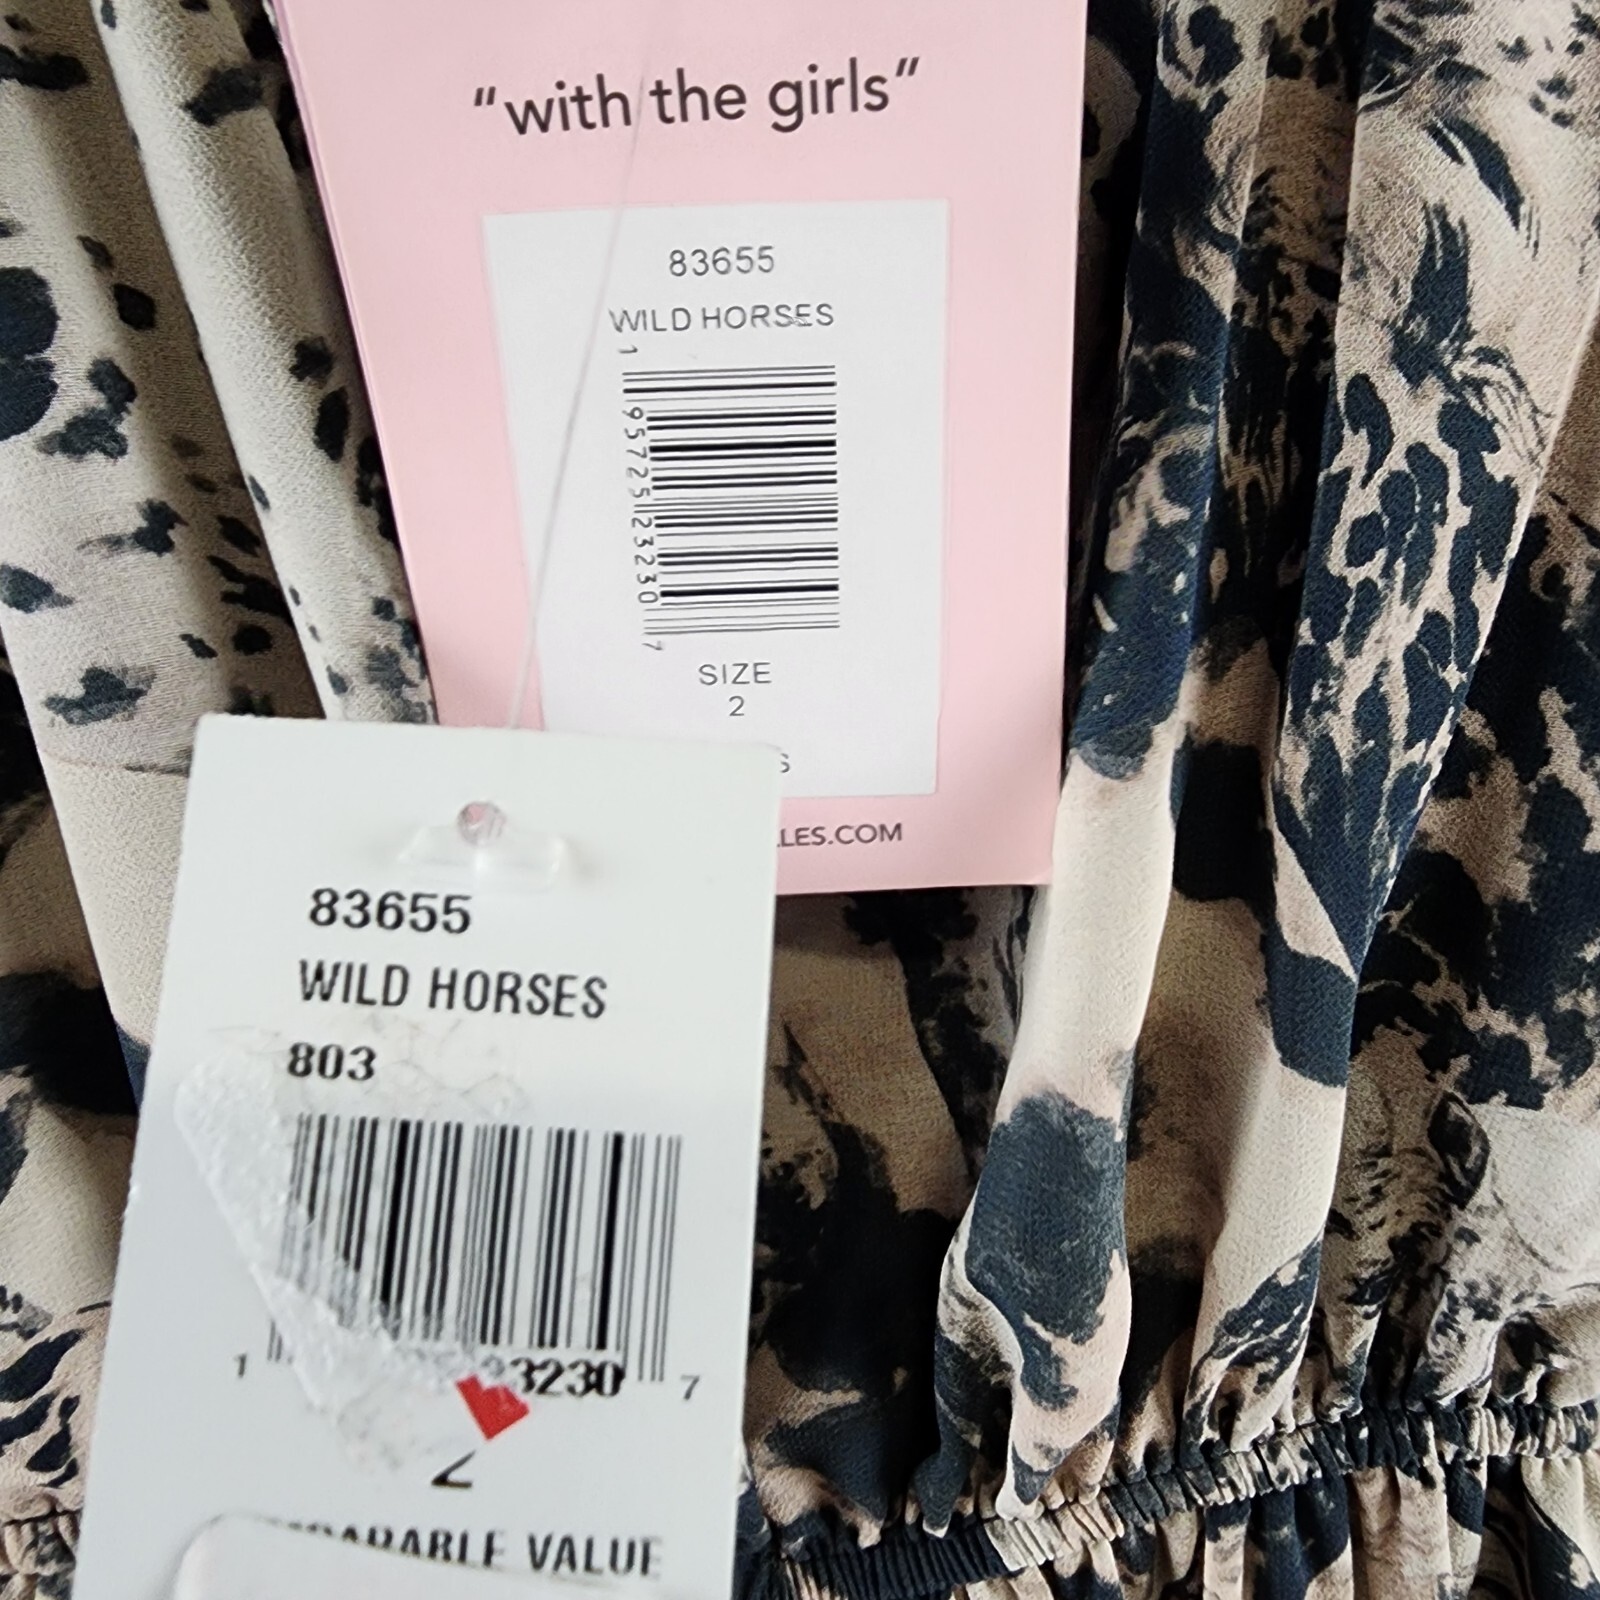 "with the girls"
83655
WILD HORSES
1 95725 23230 7
SIZE
2
S
LES.COM
83655
WILD HORSES
803
1 3230 7
2
VALUE